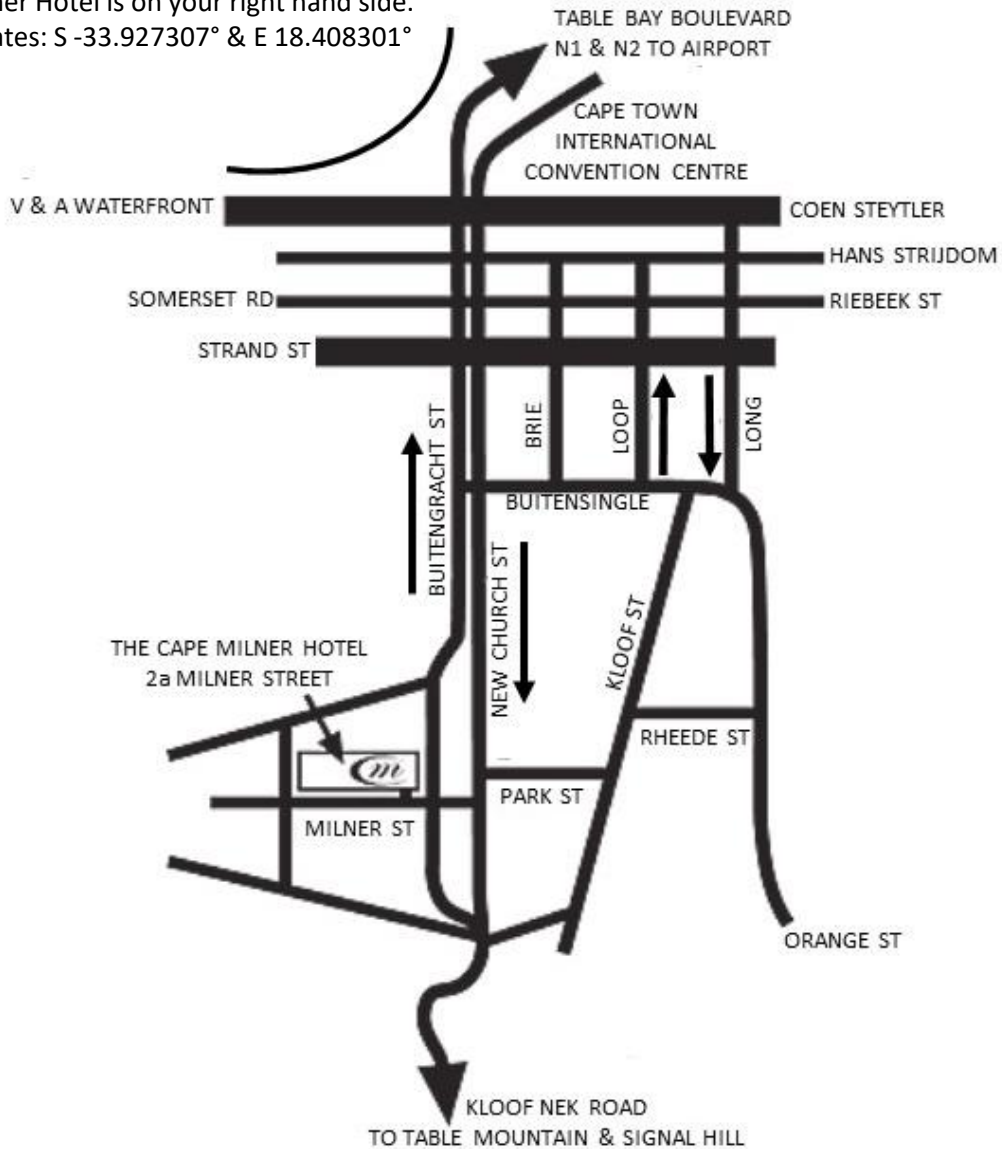 Hotel is on your right hand side.
S -33.927307° & E 18.408301°
TABLE BAY BOULEVARD
N1 & N2 TO AIRPORT
CAPE TOWN
INTERNATIONAL
CONVENTION CENTRE
V & A WATERFRONT
COEN STEYTLER
HANS STRIJDOM
SOMERSET RD
RIEBEEK ST
STRAND ST
BUITENGRACHT ST
BRIE
LOOP
LONG
BUITENSINGLE
NEW CHURCH ST
KLOOF ST
THE CAPE MILNER HOTEL
2a MILNER STREET
m
RHEEDE ST
PARK ST
MILNER ST
ORANGE ST
KLOOF NEK ROAD
TO TABLE MOUNTAIN & SIGNAL HILL